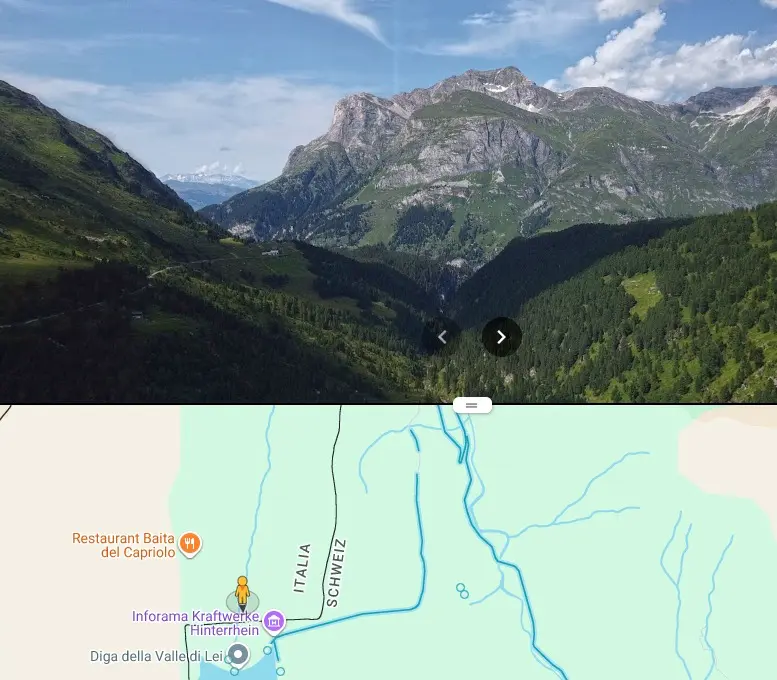 Restaurant Baita
del Capriolo
ITALIA
SCHWEIZ
Inforama Kraftwerke
Hinterrhein
Diga della Valle di Lei